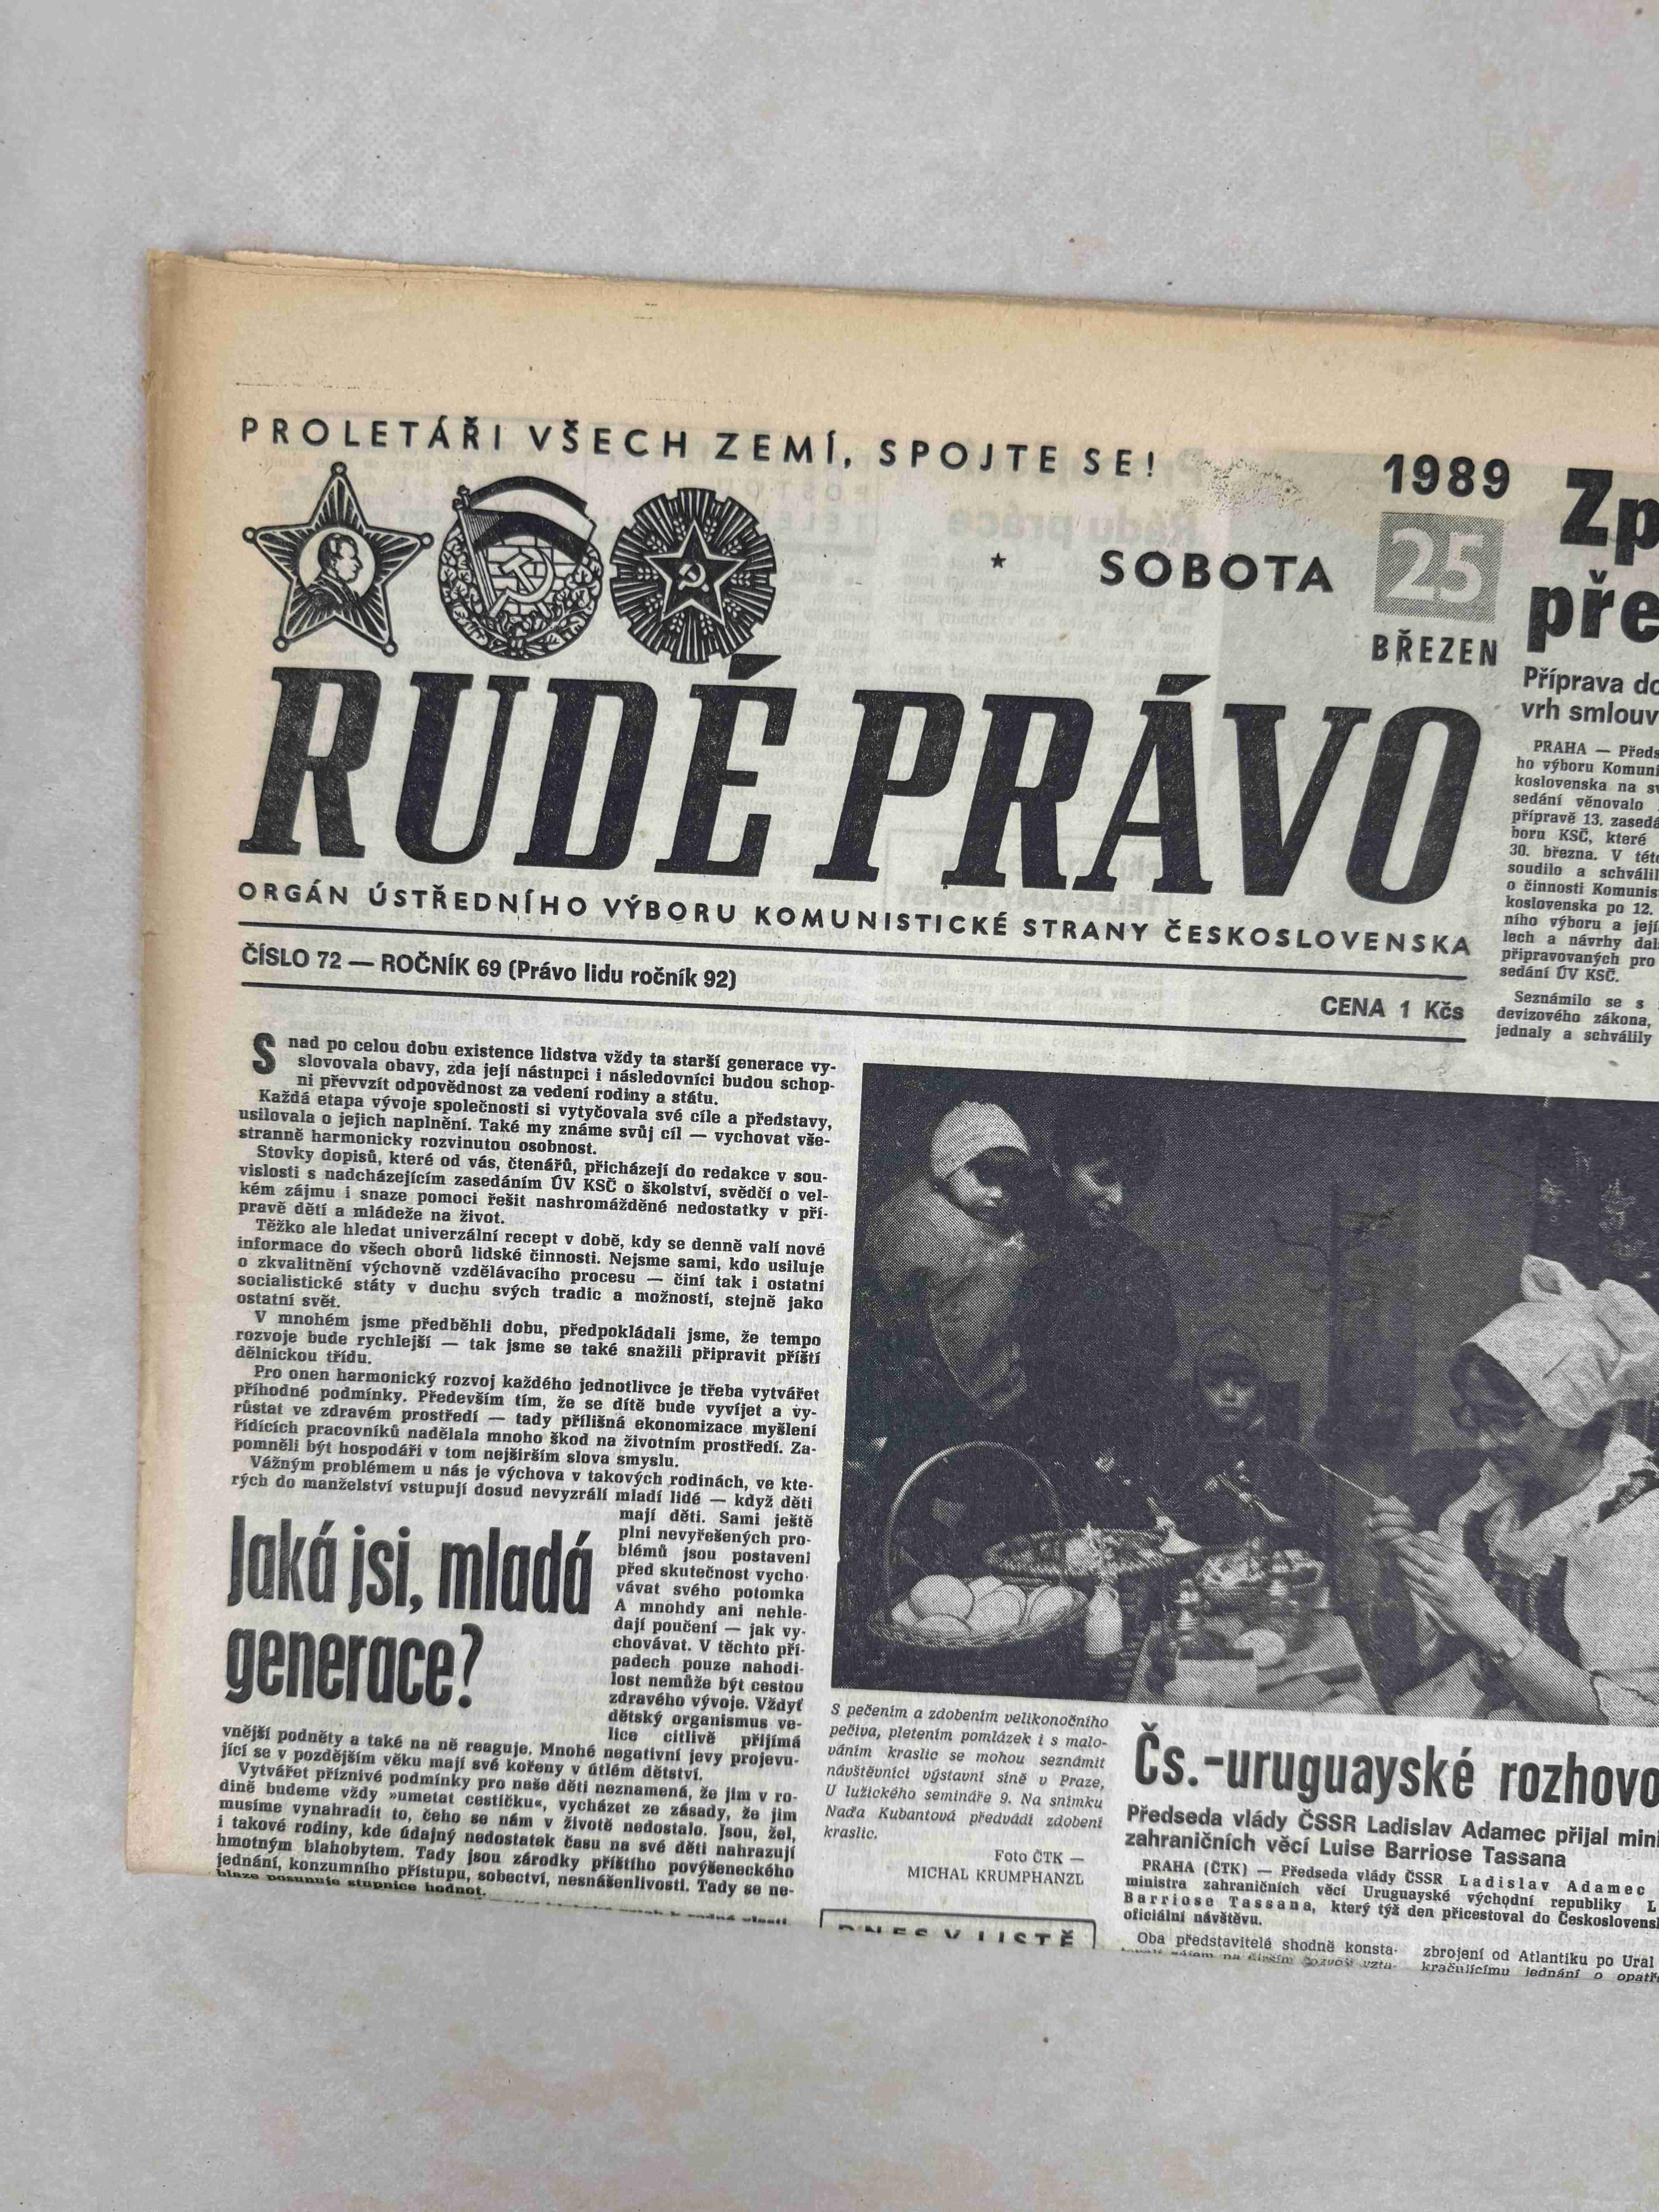 PROLETÁŘI VŠECH ZEMÍ, SPOJTE SE!
★ SOBOTA
1989
25
BŘEZEN
RUDÉ PRÁVO
ORGÁN ÚSTŘEDNÍHO VÝBORU KOMUNISTICKÉ STRANY ČESKOSLOVENSKA
ČÍSLO 72 — ROČNÍK 69 (Právo lidu ročník 92)
CENA 1 Kčs
Snad po celou dobu existence lidstva vždy ta starší generace vy-
slovovala obavy, zda její nástupci i následovníci budou schop-
ni převvzít odpovědnost za vedení rodiny a státu.
Každá etapa vývoje společnosti si vytyčovala své cíle a představy,
usilovala o jejich naplnění. Také my známe svůj cíl — vychovat vše-
stranně harmonicky rozvinutou osobnost.
Stovky dopisů, které od vás, čtenářů, přicházejí do redakce v sou-
vislosti s nadcházejícím zasedáním ÚV KSČ o školství, svědčí o vel-
kém zájmu i snaze pomoci řešit nashromážděné nedostatky v pří-
pravě dětí a mládeže na život.
Těžko ale hledat univerzální recept v době, kdy se denně valí nové
informace do všech oborů lidské činnosti. Nejsme sami, kdo usiluje
o zkvalitnění výchovně vzdělávacího procesu — činí tak i ostatní
socialistické státy v duchu svých tradic a možností, stejně jako
ostatní svět.
V mnohém jsme předběhli dobu, předpokládali jsme, že tempo
rozvoje bude rychlejší — tak jsme se také snažili připravit příští
dělnickou třídu.
Pro onen harmonický rozvoj každého jednotlivce je třeba vytvářet
příhodné podmínky. Především tím, že se dítě bude vyvíjet a vy-
růstat ve zdravém prostředí — tady přílišná ekonomizace myšlení
řídících pracovníků nadělala mnoho škod na životním prostředí. Za-
pomněli být hospodáři v tom nejširším slova smyslu.
Vážným problémem u nás je výchova v takových rodinách, ve kte-
rých do manželství vstupují dosud nevyzrálí mladí lidé — když děti
mají děti. Sami ještě
plni nevyřešených pro-
blémů jsou postaveni
před skutečnost vycho-
vávat svého potomka
A mnohdy ani nehle-
dají poučení — jak vy-
chovávat. V těchto pří-
padech pouze nahodi-
lost nemůže být cestou
zdravého vývoje. Vždyť
dětský organismus ve-
lice citlivě přijímá
Jaká jsi, mladá
generace?
vnější podněty a také na ně reaguje. Mnohé negativní jevy projevu-
jící se v pozdějším věku mají své kořeny v útlém dětství.
Vytvářet příznivé podmínky pro naše děti neznamená, že jim v ro-
dině budeme vždy »umetat cestičku«, vycházet ze zásady, že jim
musíme vynahradit to, čeho se nám v životě nedostalo. Jsou, žel,
i takové rodiny, kde údajný nedostatek času na své děti nahrazují
hmotným blahobytem. Tady jsou zárodky příštího povýšeneckého
jednání, konzumního přístupu, sobectví, nesnášenlivosti. Tady se ne-
blaze posunuje stupnice hodnot.
S pečením a zdobením velikonočního
pečiva, pletením pomlázek i s malo-
váním kraslic se mohou seznámit
návštěvníci výstavní síně v Praze,
U lužického semináře 9. Na snímku
Naďa Kubantová předvádí zdobení
kraslic.
Foto ČTK —
MICHAL KRUMPHANZL
DNES V LISTĚ
Zp
pře
Příprava do
vrh smlouv
PRAHA — Předs
ho výboru Komuni
koslovenska na sv
sedání věnovalo
přípravě 13. zasedá
boru KSČ, které
30. března. V této
soudilo a schválil
o činnosti Komunis
koslovenska po 12.
ního výboru a její
lech a návrhy dal
připravovaných pro
sedání ÚV KSČ.
Seznámilo se s
devizového zákona,
jednaly a schválily
Čs.-uruguayské rozhovo
Předseda vlády ČSSR Ladislav Adamec přijal mini
zahraničních věcí Luise Barriose Tassana
PRAHA (ČTK) — Předseda vlády ČSSR Ladislav Adamec
ministra zahraničních věcí Uruguayské východní republiky L
Barriose Tassana, který týž den přicestoval do Českoslovens
oficiální návštěvu.
Oba představitelé shodně konsta-
zájem na širším rozvoji vzta-
zbrojení od Atlantiku po Ural
kračujícímu jednání o opatř